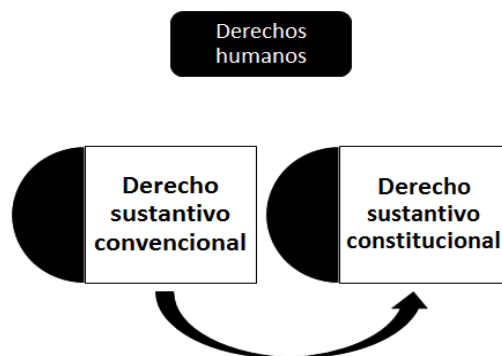 Derechos
humanos
Derecho
sustantivo
convencional
Derecho
sustantivo
constitucional